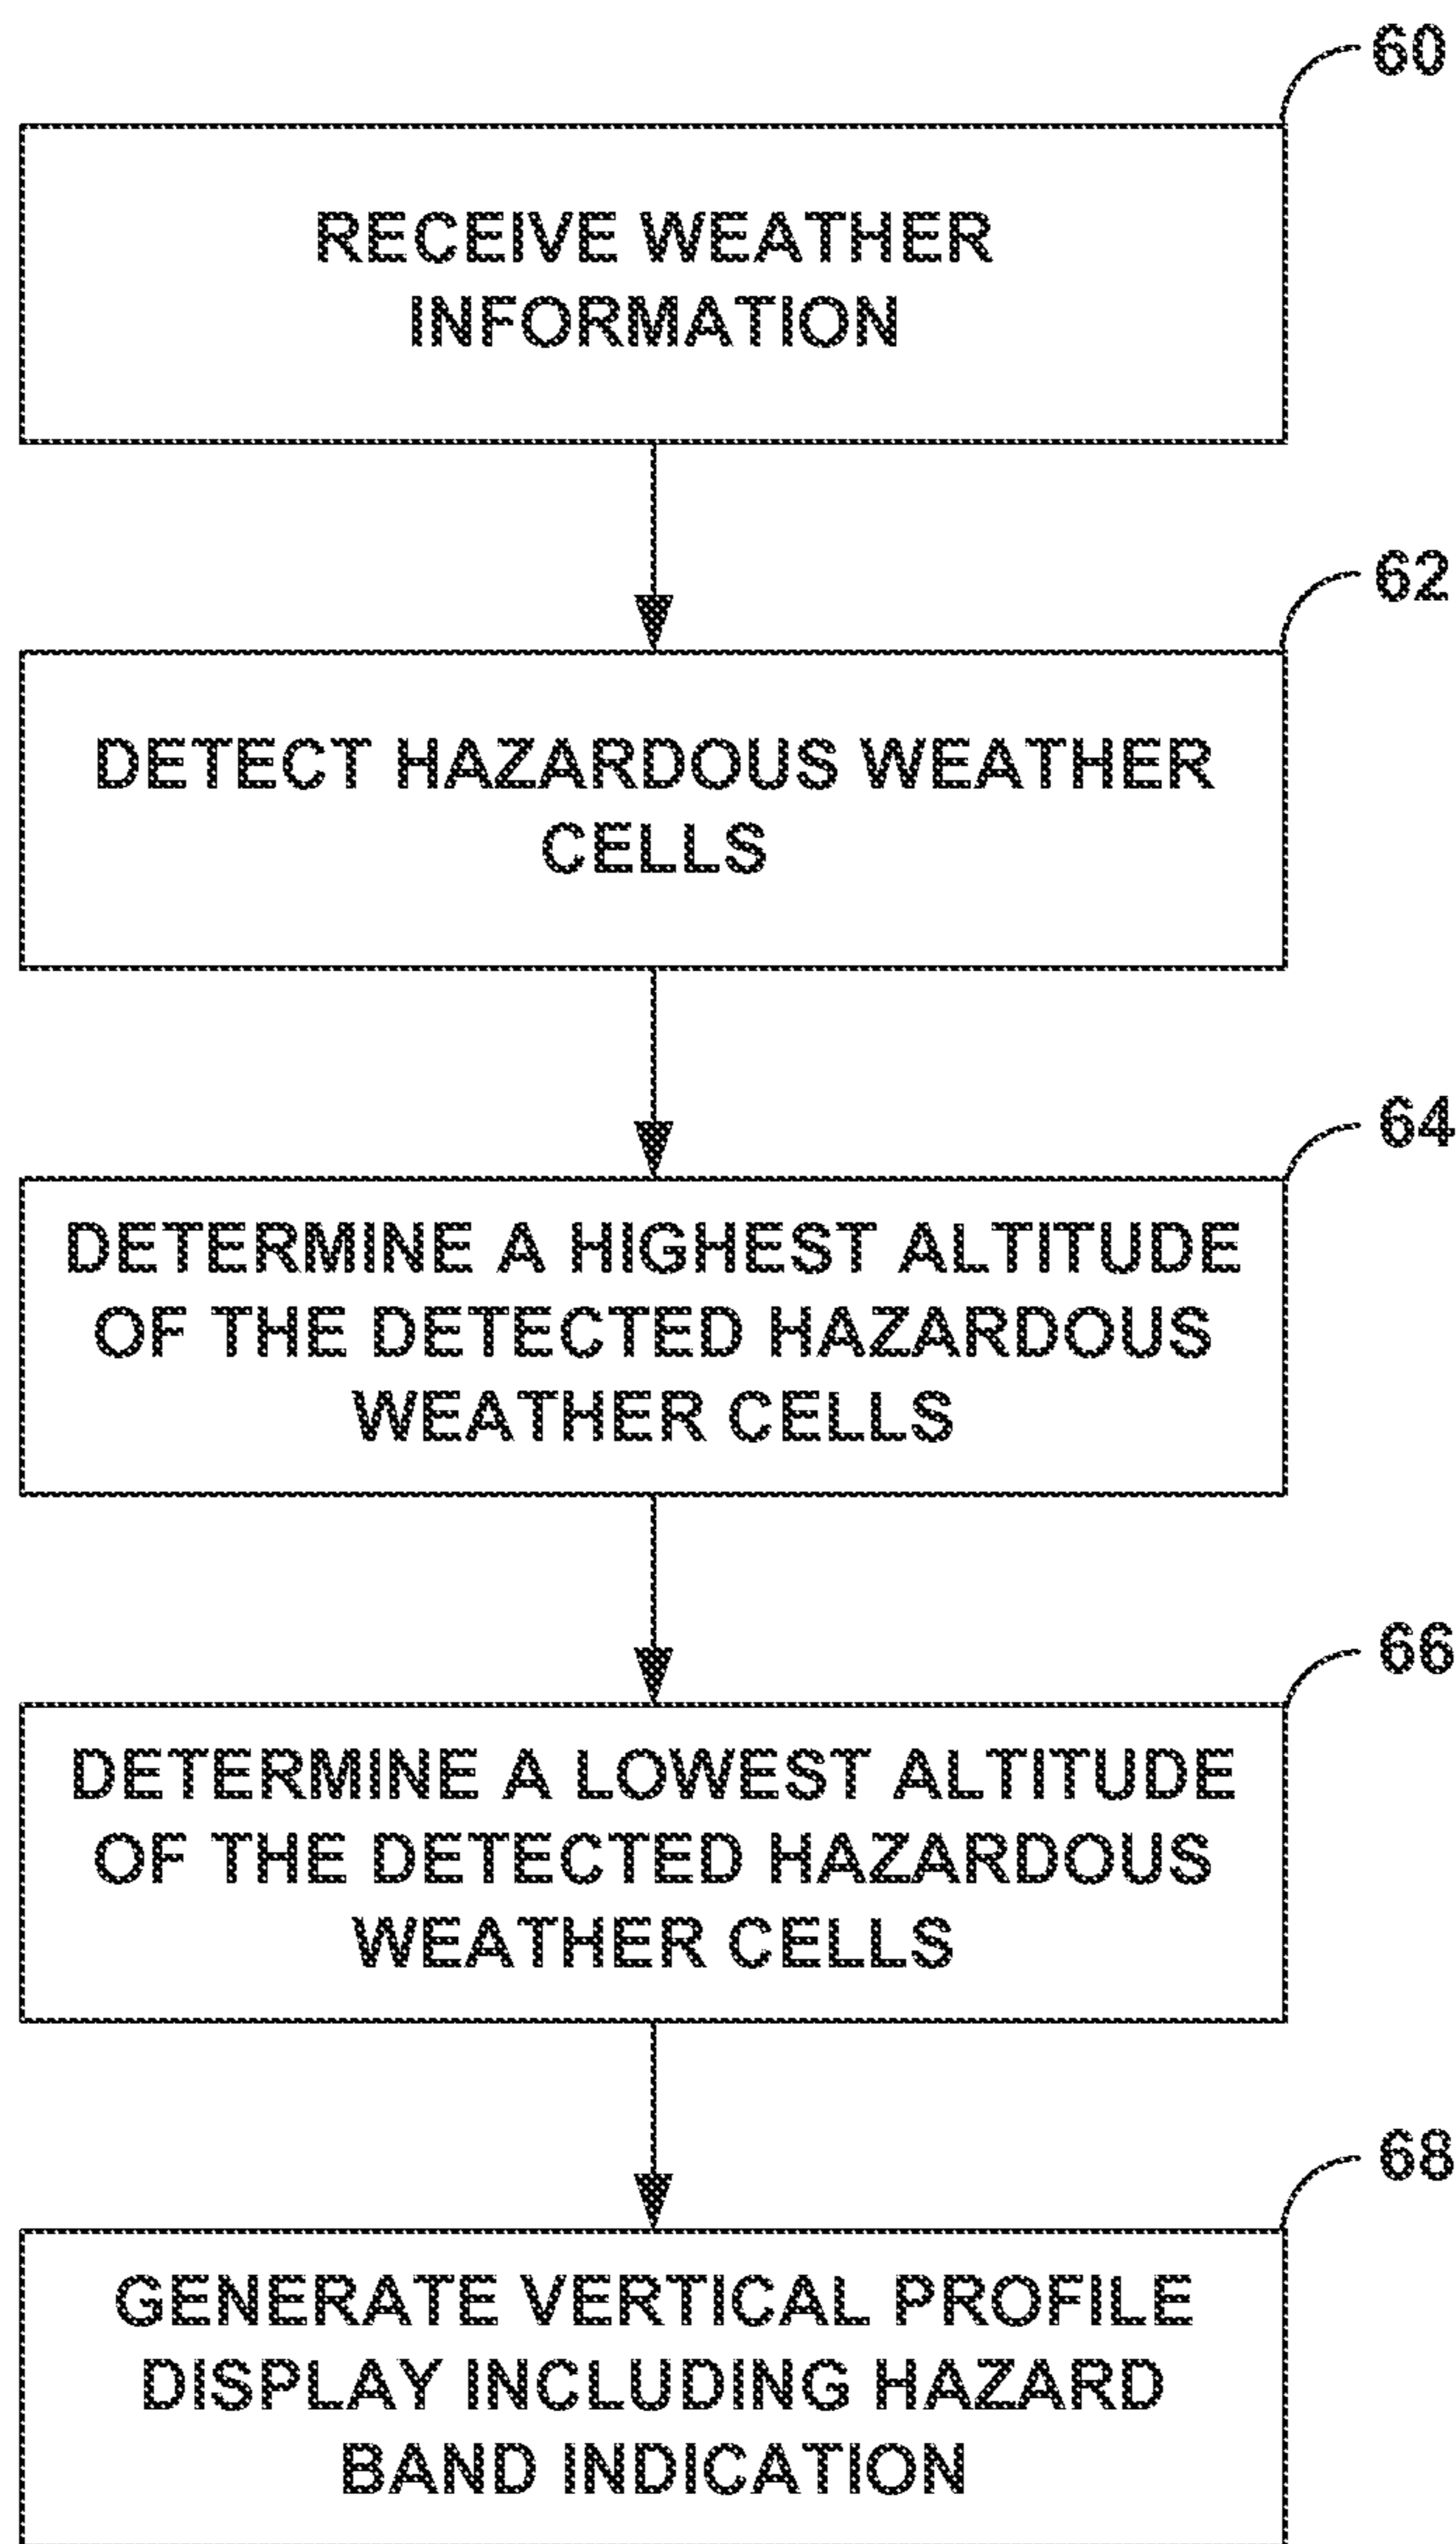 60
RECEIVE WEATHER
INFORMATION
62
DETECT HAZARDOUS WEATHER
CELLS
64
DETERMINE A HIGHEST ALTITUDE
OF THE DETECTED HAZARDOUS
WEATHER CELLS
66
DETERMINE A LOWEST ALTITUDE
OF THE DETECTED HAZARDOUS
WEATHER CELLS
68
GENERATE VERTICAL PROFILE
DISPLAY INCLUDING HAZARD
BAND INDICATION